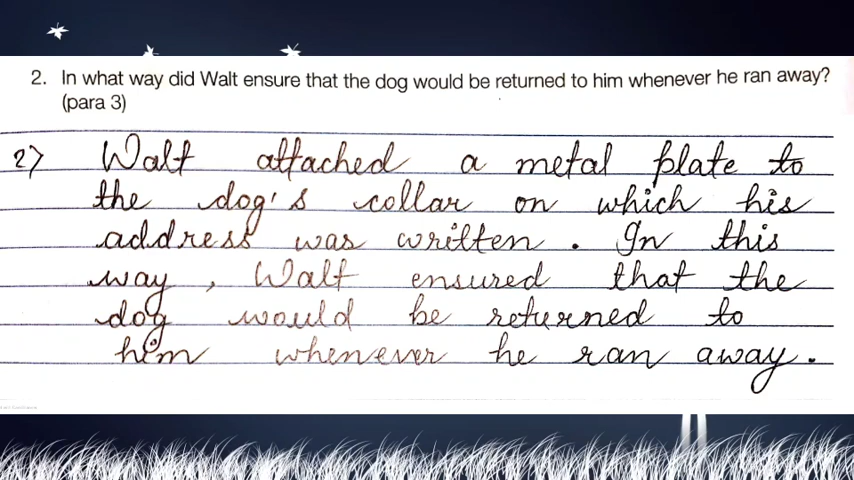 2. In what way did Walt ensure that the dog would be returned to him whenever he ran away?
(para 3)
2) Walt attached a metal plate to
the dog's collar on which his
address was written. In this
way, Walt ensured that the
dog would be returned to
him whenever he ran away.